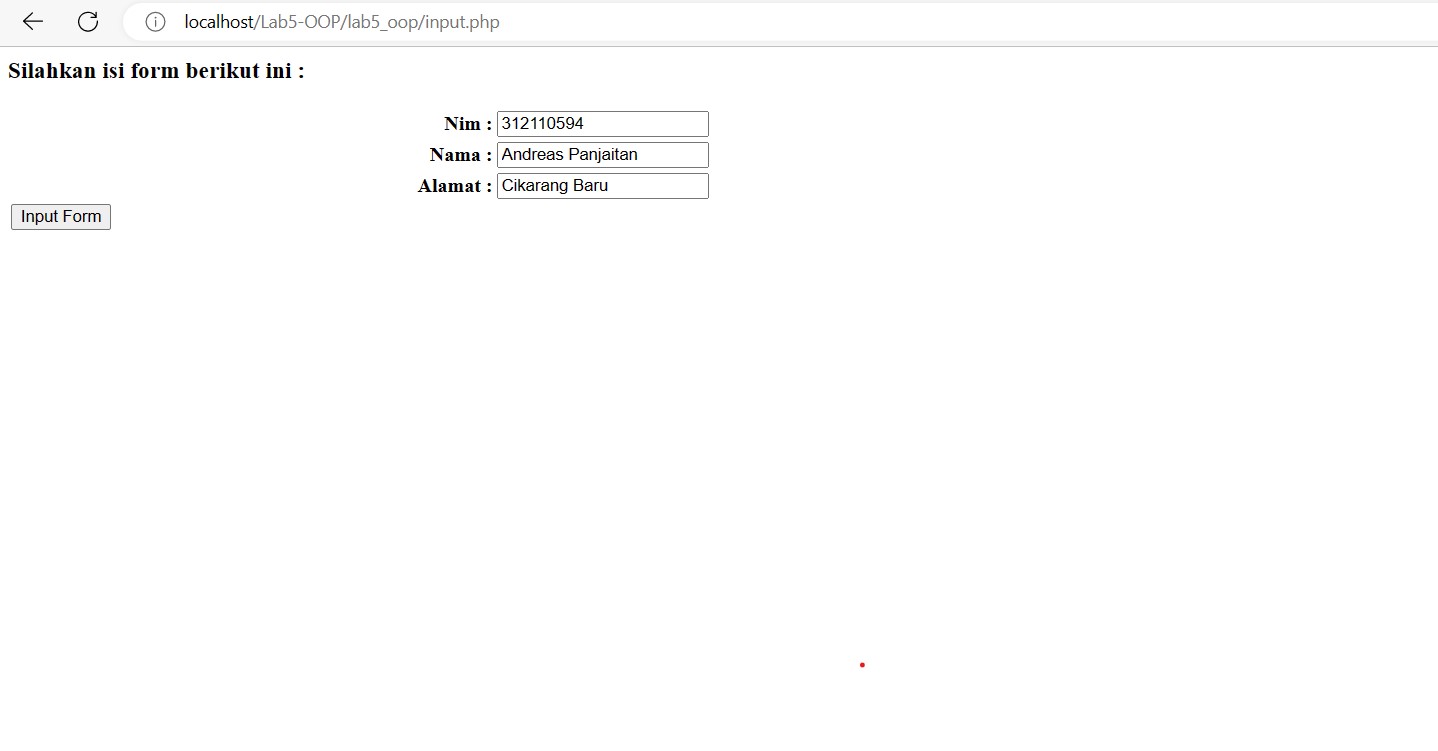 localhost/Lab5-OOP/lab5_oop/input.php
Silahkan isi form berikut ini :
Nim : 312110594
Nama : Andreas Panjaitan
Alamat : Cikarang Baru
Input Form